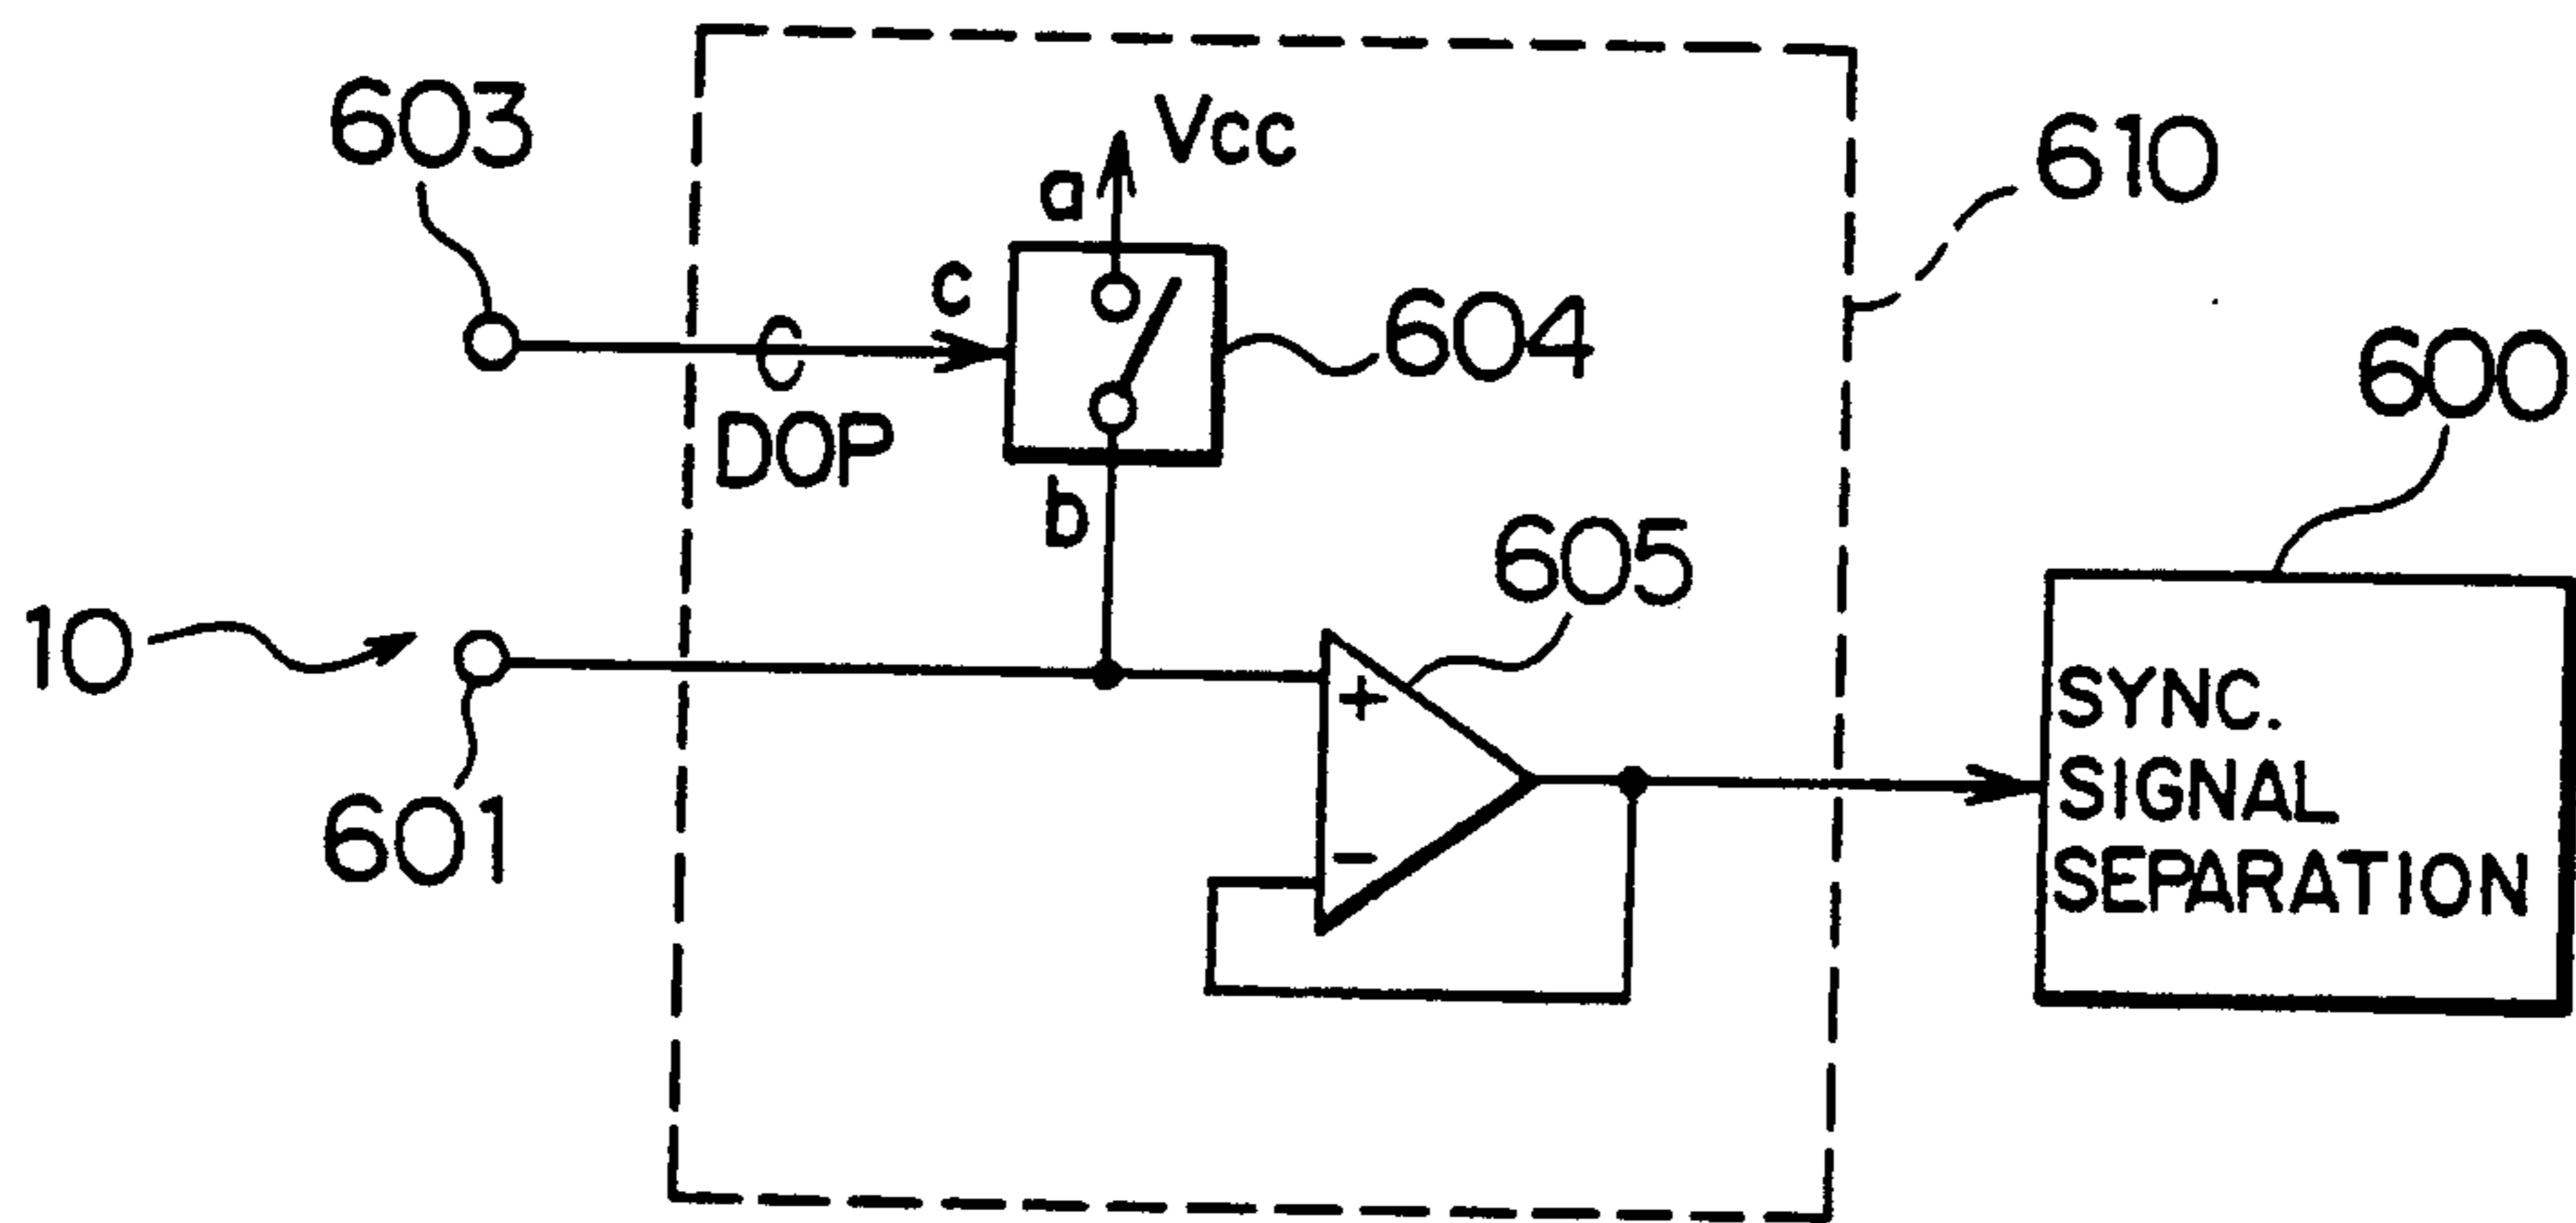 603
Vcc
a
610
c
604
600
DOP
b
605
10
SYNC.
+
SIGNAL
601
−
SEPARATION